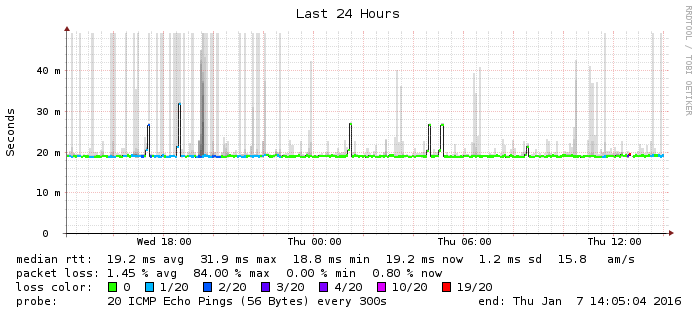 Last 24 Hours
RRDTOOL / TOBI OETIKER
Seconds
40 m
30 m
20 m
10 m
0
Wed 18:00 Thu 00:00 Thu 06:00 Thu 12:00
median rtt: 19.2 ms avg 31.9 ms max 18.8 ms min 19.2 ms now 1.2 ms sd 15.8 am/s
packet loss: 1.45 % avg 84.00 % max 0.00 % min 0.80 % now
loss color: 0 1/20 2/20 3/20 4/20 10/20 19/20
probe: 20 ICMP Echo Pings (56 Bytes) every 300s end: Thu Jan 7 14:05:04 2016